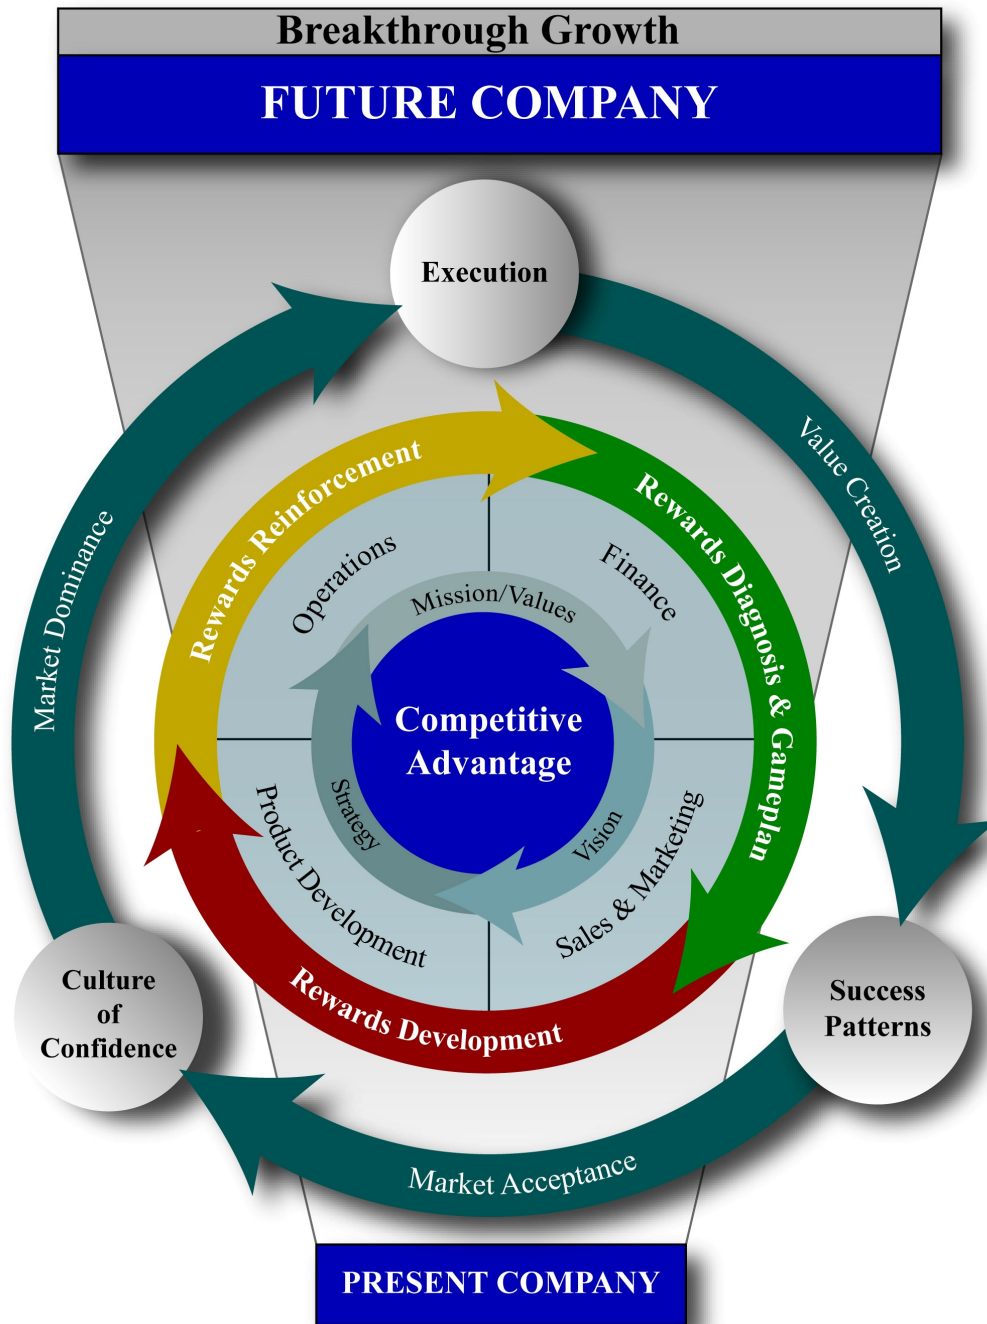 Breakthrough Growth
FUTURE COMPANY
Execution
Value Creation
Market Dominance
Rewards Reinforcement
Rewards Diagnosis & Gameplan
Operations
Finance
Mission/Values
Competitive
Advantage
Strategy
Vision
Product Development
Sales & Marketing
Rewards Development
Culture
of
Confidence
Success
Patterns
Market Acceptance
PRESENT COMPANY